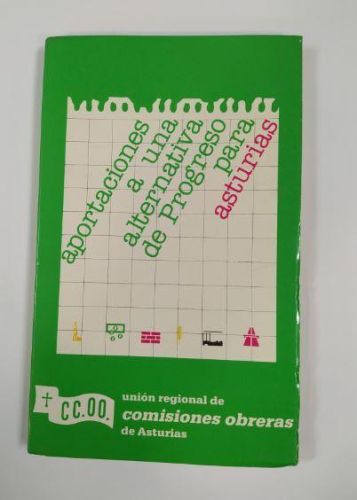 aportaciones
a una
alternativa
de Progreso
para
asturias
CC.OO.
unión regional de
comisiones obreras
de Asturias